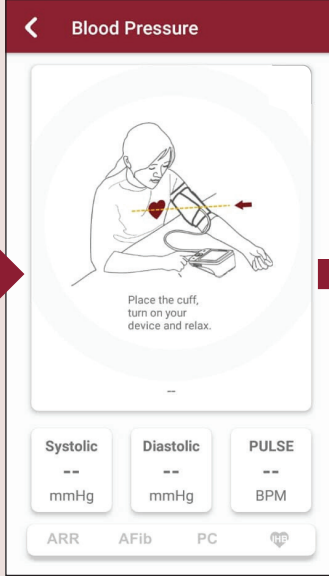 Blood Pressure
Place the cuff,
turn on your
device and relax.
--
Systolic Diastolic PULSE
-- -- --
mmHg mmHg BPM
ARR AFib PC IHB